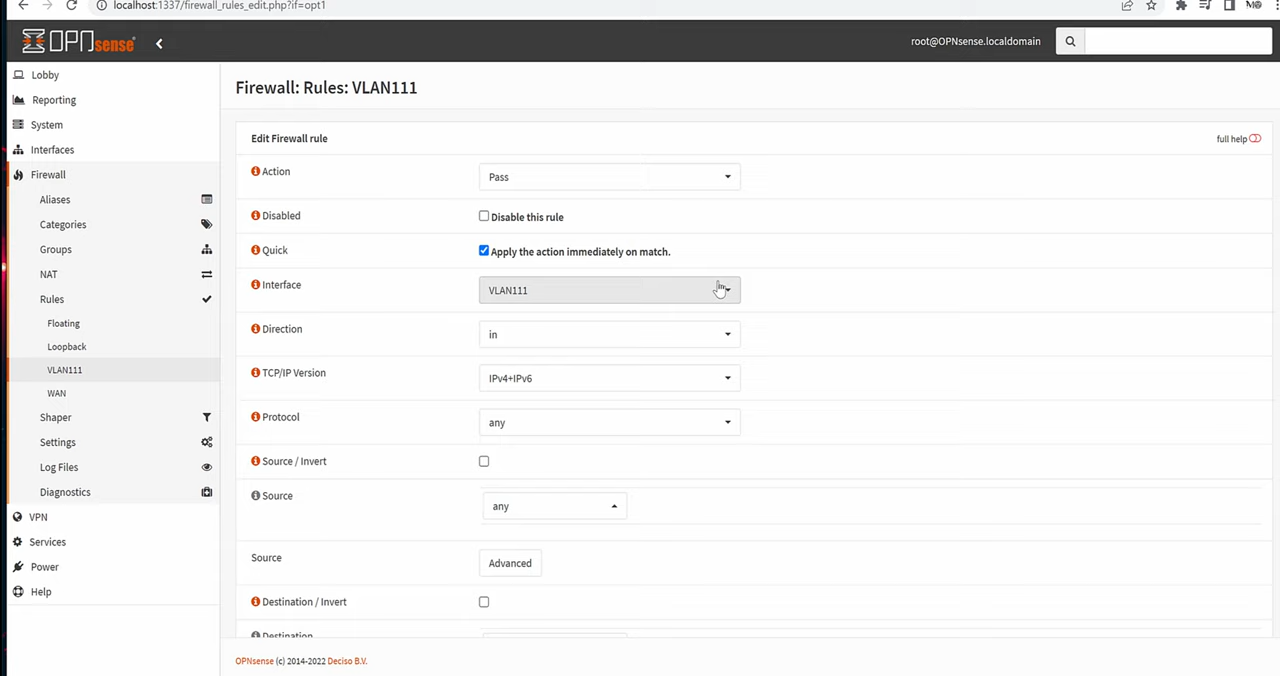 localhost:1337/firewall_rules_edit.php?if=opt1
OPNsense
root@OPNsense.localdomain
Lobby
Reporting
System
Interfaces
Firewall
Aliases
Categories
Groups
NAT
Rules
Floating
Loopback
VLAN111
WAN
Shaper
Settings
Log Files
Diagnostics
VPN
Services
Power
Help
Firewall: Rules: VLAN111
Edit Firewall rule
full help
Action
Pass
Disabled
Disable this rule
Quick
Apply the action immediately on match.
Interface
VLAN111
Direction
in
TCP/IP Version
IPv4+IPv6
Protocol
any
Source / Invert
Source
any
Source
Advanced
Destination / Invert
Destination
OPNsense (c) 2014-2022 Deciso B.V.